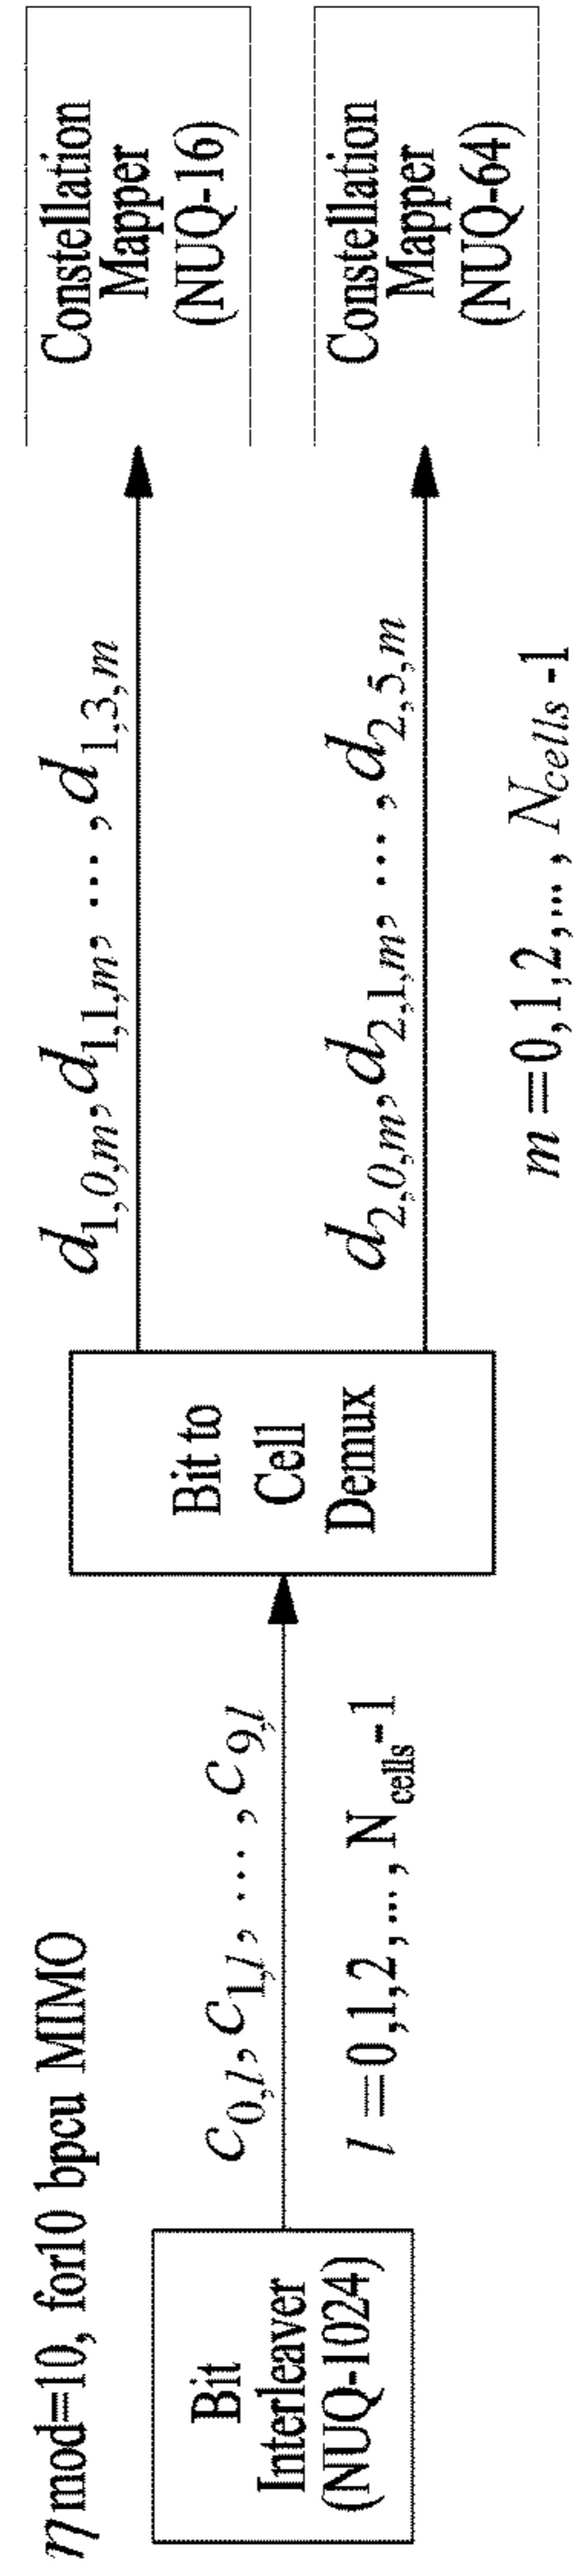 η mod=10, for10 bpcu MIMO
Bit
Interleaver
(NUQ-1024)
c0,l, c1,l, ... , c9,l
l =0,1,2 ,... , Ncells-1
Bit to
Cell
Demux
d1,0,m, d1,1,m, ... , d1,3,m
d2,0,m, d2,1,m, ... , d2,5,m
m =0,1,2,... , Ncells -1
Constellation
Mapper
(NUQ-16)
Constellation
Mapper
(NUQ-64)